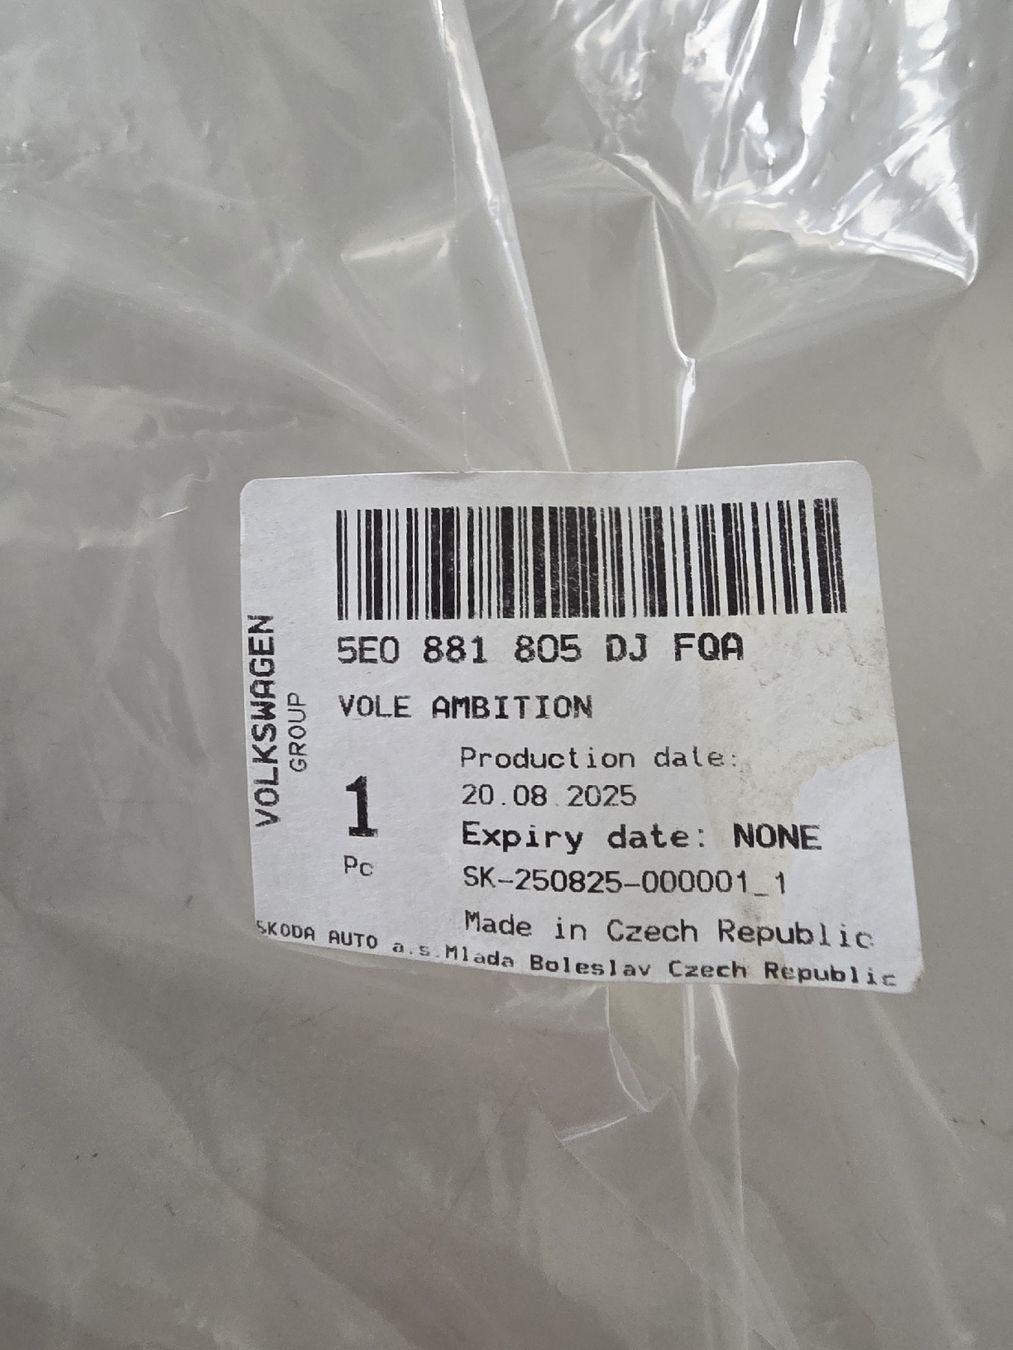 5E0 881 805 DJ FQA
VOLE AMBITION
VOLKSWAGEN
GROUP
1
Pc
Production date:
20.08.2025
Expiry date: NONE
SK-250825-000001_1
Made in Czech Republic
SKODA AUTO a.s.Mlada Boleslav Czech Republic